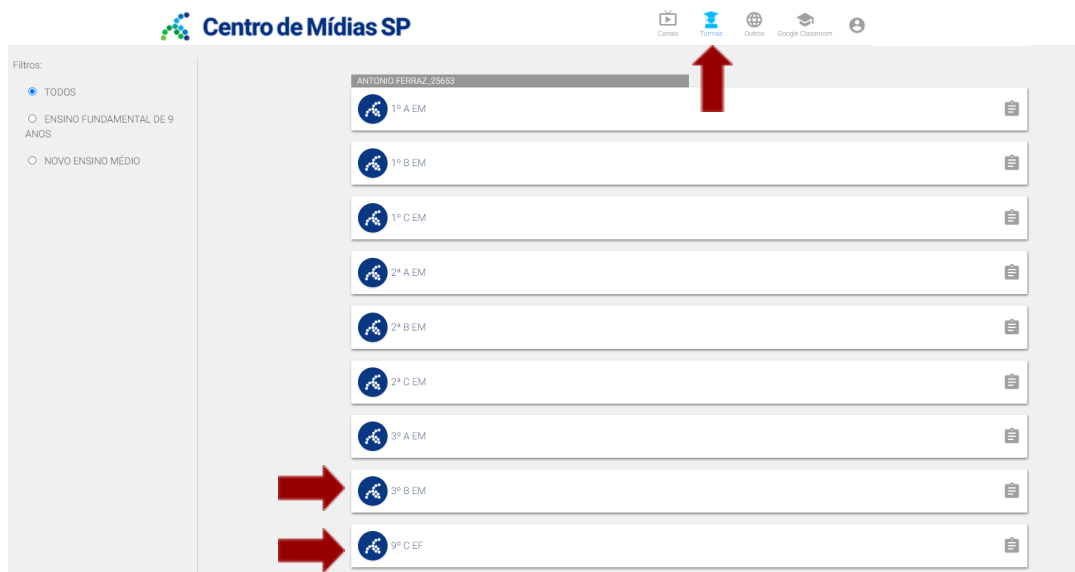 Centro de Mídias SP
Canais
Turmas
Outros
Google Classroom
Filtros:
TODOS
ENSINO FUNDAMENTAL DE 9
ANOS
NOVO ENSINO MÉDIO
ANTONIO FERRAZ_25653
1º A EM
1º B EM
1º C EM
2ª A EM
2ª B EM
2ª C EM
3º A EM
3º B EM
9º C EF